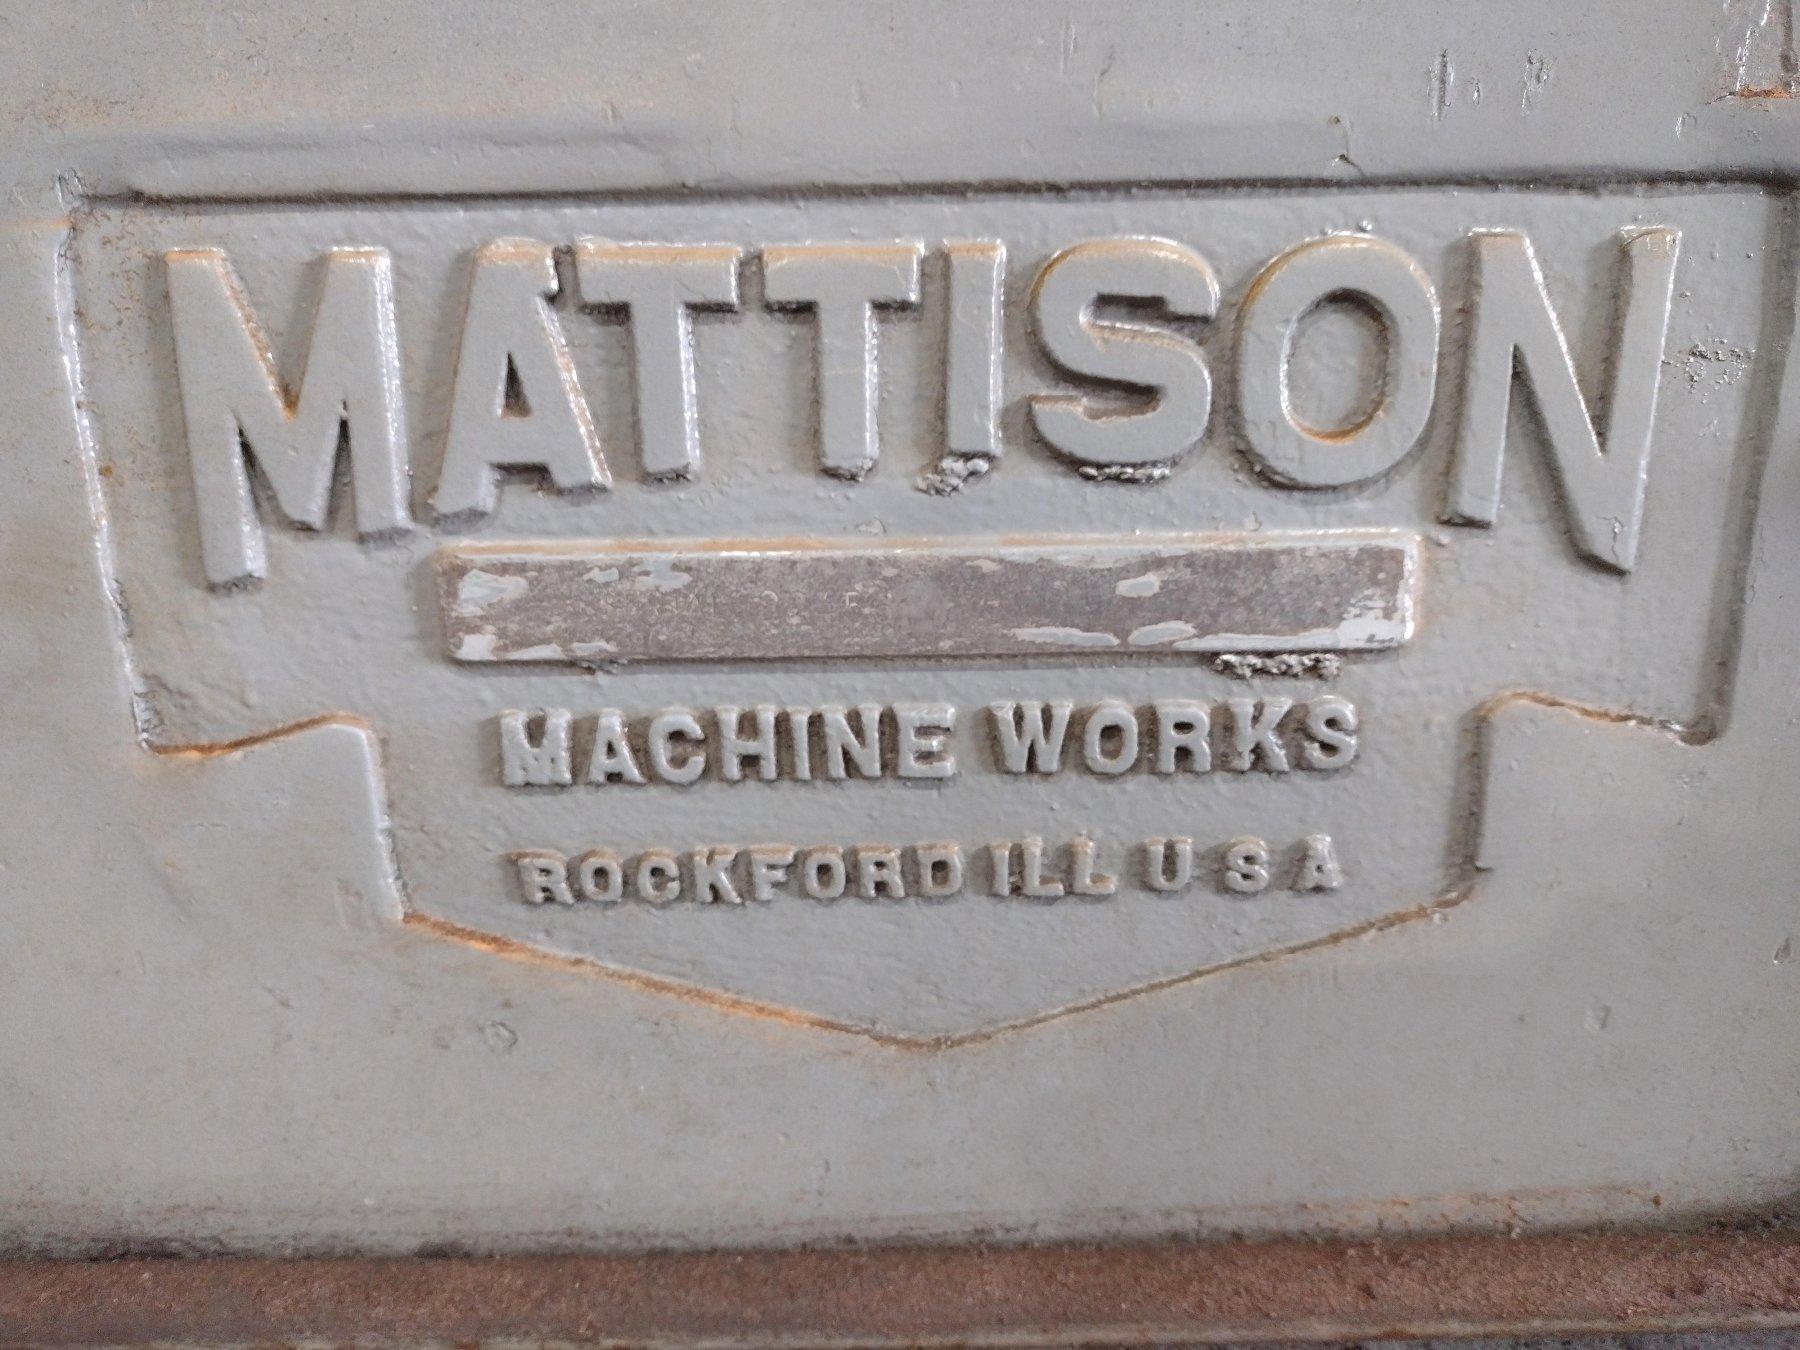 MATTISON
MACHINE WORKS
ROCKFORD ILL U S A